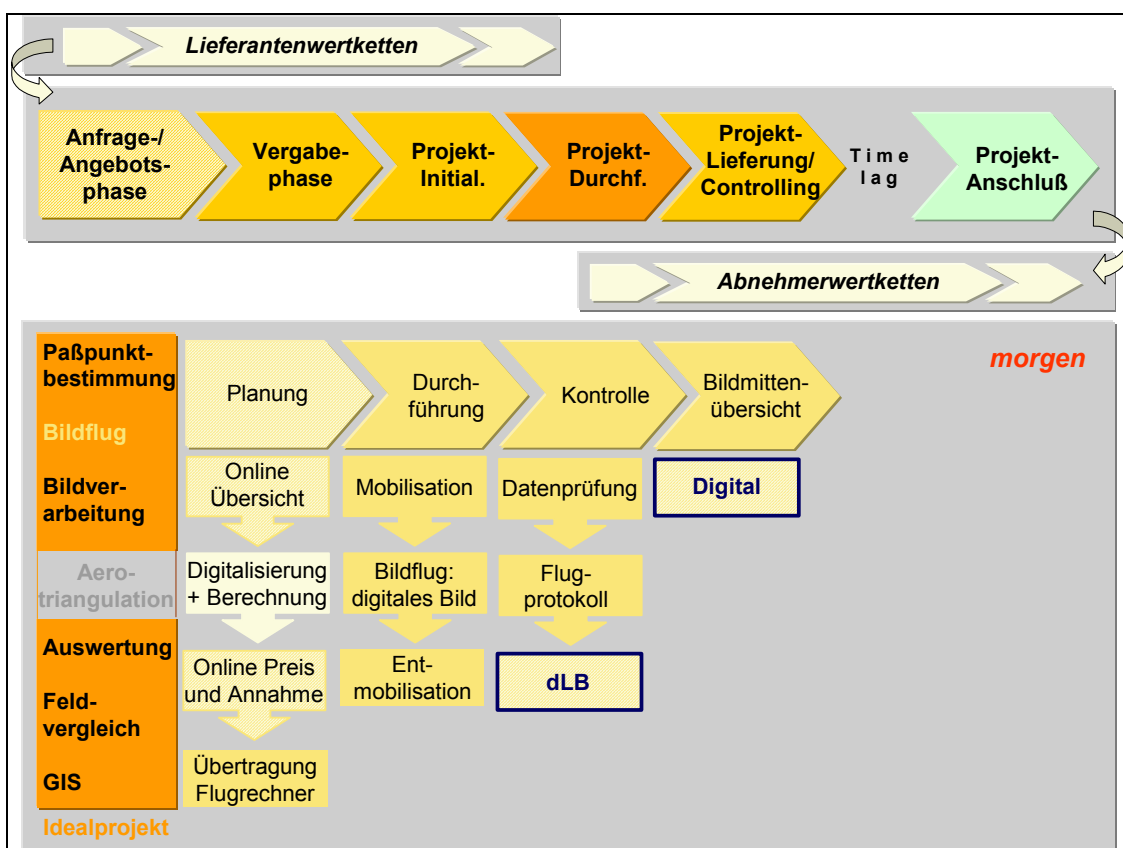 Lieferantenwertketten
Anfrage-/
Angebots-
phase
Vergabe-
phase
Projekt-
Initial.
Projekt-
Durchf.
Projekt-
Lieferung/
Controlling
Time
lag
Projekt-
Anschluß
Abnehmerwertketten
morgen
Paßpunkt-
bestimmung
Bildflug
Bildver-
arbeitung
Aero-
triangulation
Auswertung
Feld-
vergleich
GIS
Idealprojekt
Planung
Durch-
führung
Kontrolle
Bildmitten-
übersicht
Online
Übersicht
Mobilisation
Datenprüfung
Digital
Digitalisierung
+ Berechnung
Bildflug:
digitales Bild
Flug-
protokoll
Online Preis
und Annahme
Ent-
mobilisation
dLB
Übertragung
Flugrechner